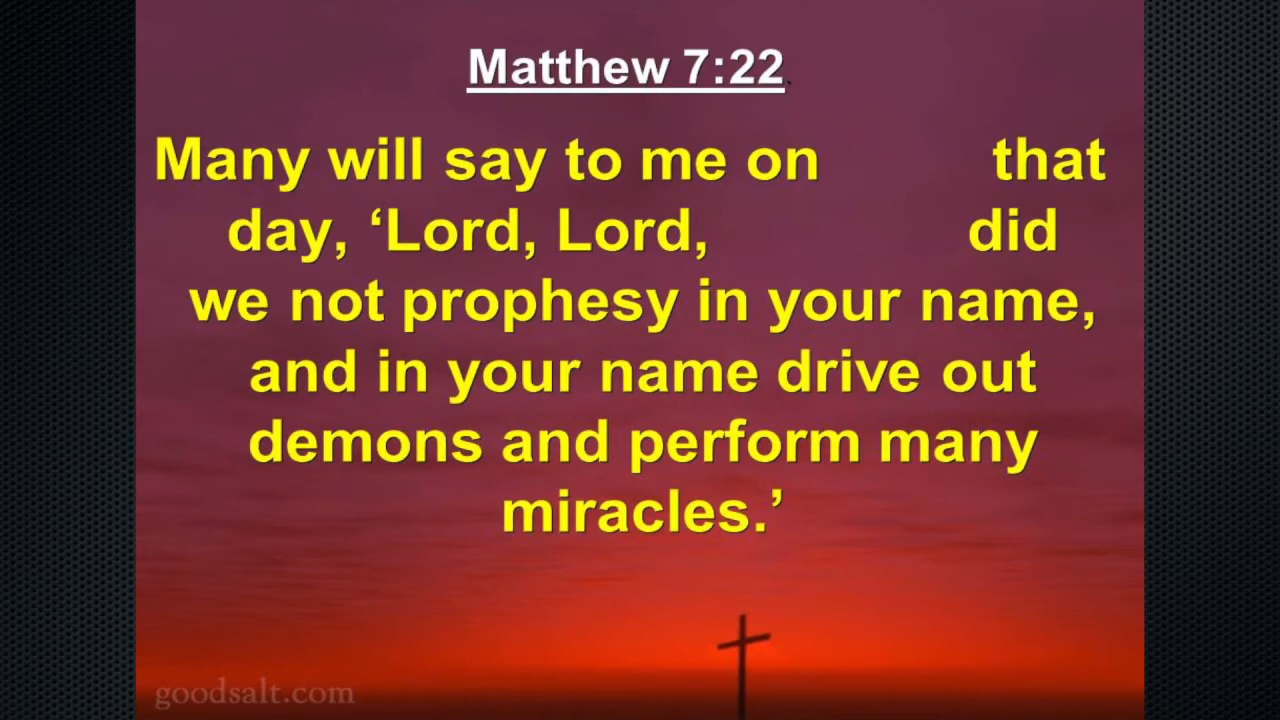 Matthew 7:22.
Many will say to me on that
day, ‘Lord, Lord, did
we not prophesy in your name,
and in your name drive out
demons and perform many
miracles.’
goodsalt.com